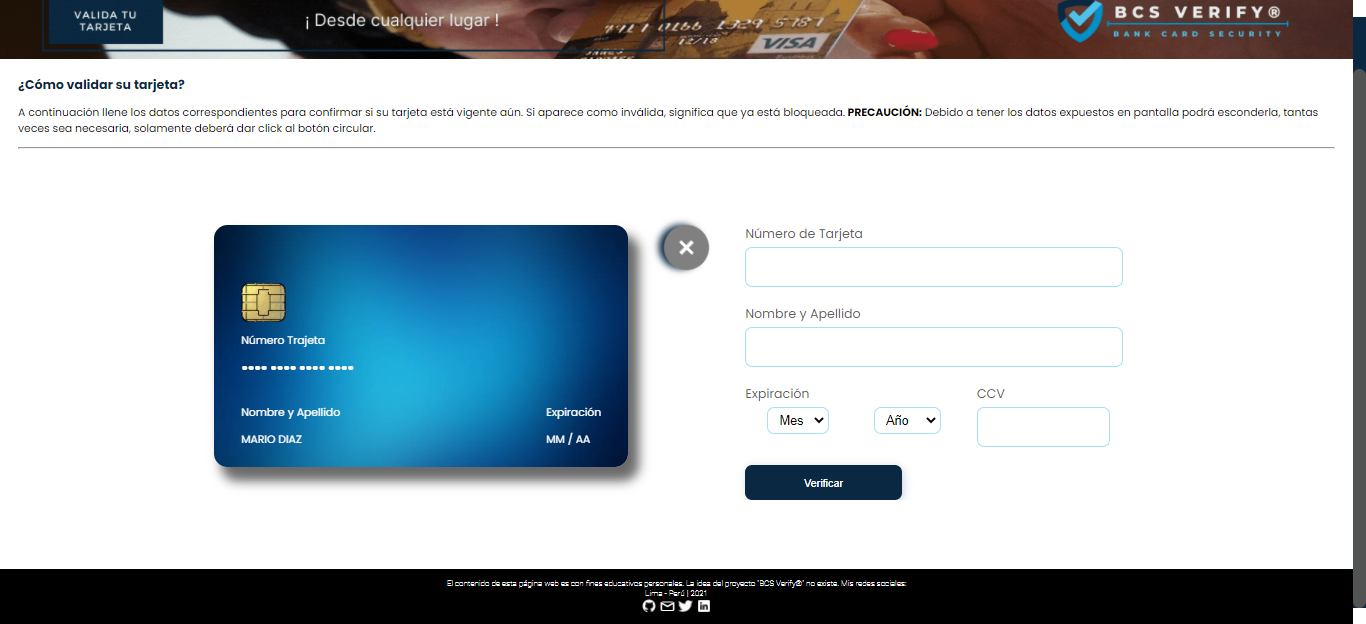 VALIDA TU
TARJETA
¡ Desde cualquier lugar !
5787
12/18
VISA
BCS VERIFY®
BANK CARD SECURITY
¿Cómo validar su tarjeta?
A continuación llene los datos correspondientes para confirmar si su tarjeta está vigente aún. Si aparece como inválida, significa que ya está bloqueada. PRECAUCIÓN: Debido a tener los datos expuestos en pantalla podrá esconderla, tantas
veces sea necesaria, solamente deberá dar click al botón circular.
Número de Tarjeta
Número Trajeta
Nombre y Apellido
Nombre y Apellido
Expiración
MARIO DIAZ
MM / AA
Expiración
CCV
Mes
Año
Verificar
El contenido de esta página web es con fines educativos personales. La idea del proyecto "BCS Verify®" no existe. Mis redes sociales:
Lima - Perú | 2021